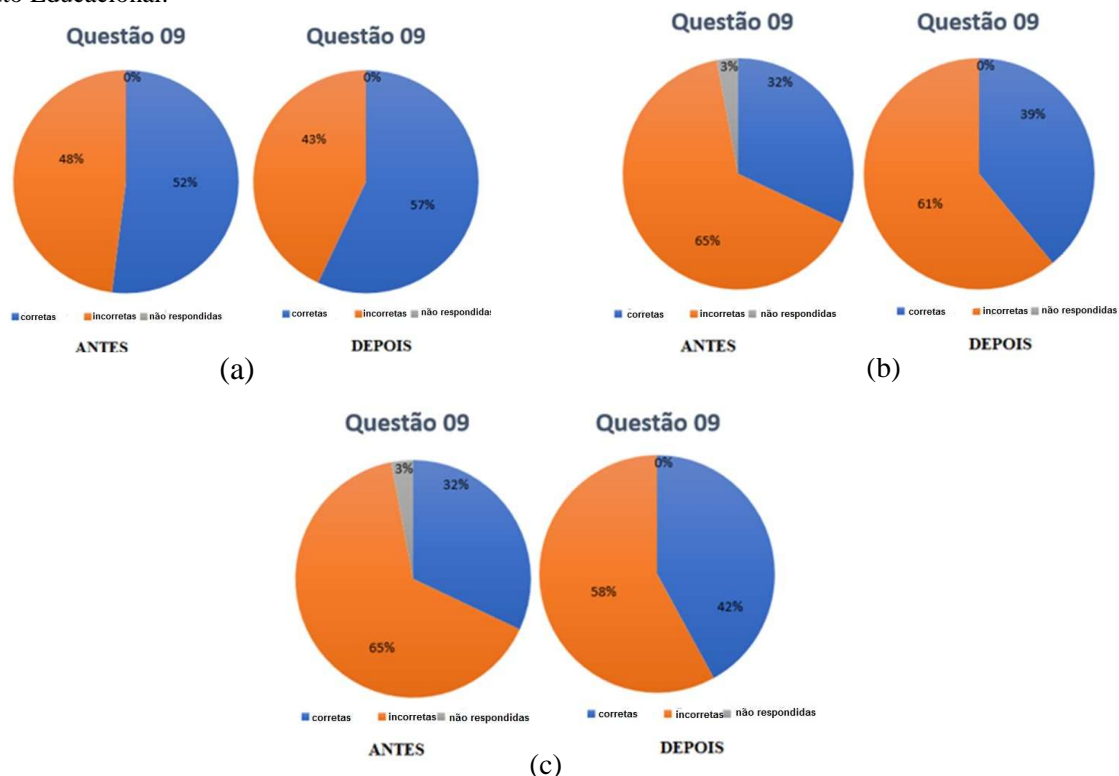 Educacional.
Questão 09
0%
48%
52%
corretas incorretas não respondidas
ANTES
Questão 09
0%
43%
57%
corretas incorretas não respondidas
DEPOIS
(a)
Questão 09
3%
32%
65%
corretas incorretas não respondidas
ANTES
Questão 09
0%
39%
61%
corretas incorretas não respondidas
DEPOIS
(b)
Questão 09
3%
32%
65%
corretas incorretas não respondidas
ANTES
Questão 09
0%
58%
42%
corretas incorretas não respondidas
DEPOIS
(c)